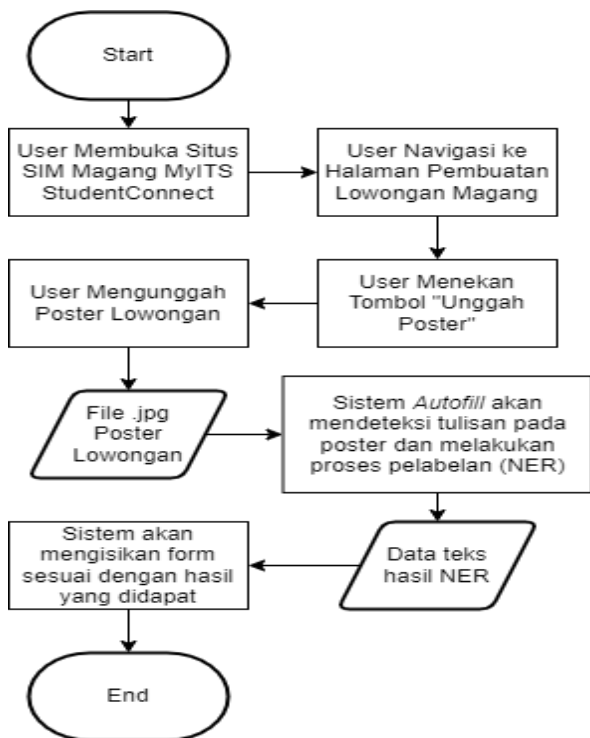 Start
User Membuka Situs
SIM Magang MyITS
StudentConnect
User Navigasi ke
Halaman Pembuatan
Lowongan Magang
User Menekan
Tombol "Unggah
Poster"
User Mengunggah
Poster Lowongan
File .jpg
Poster
Lowongan
Sistem Autofill akan
mendeteksi tulisan pada
poster dan melakukan
proses pelabelan (NER)
Data teks
hasil NER
Sistem akan
mengisikan form
sesuai dengan hasil
yang didapat
End